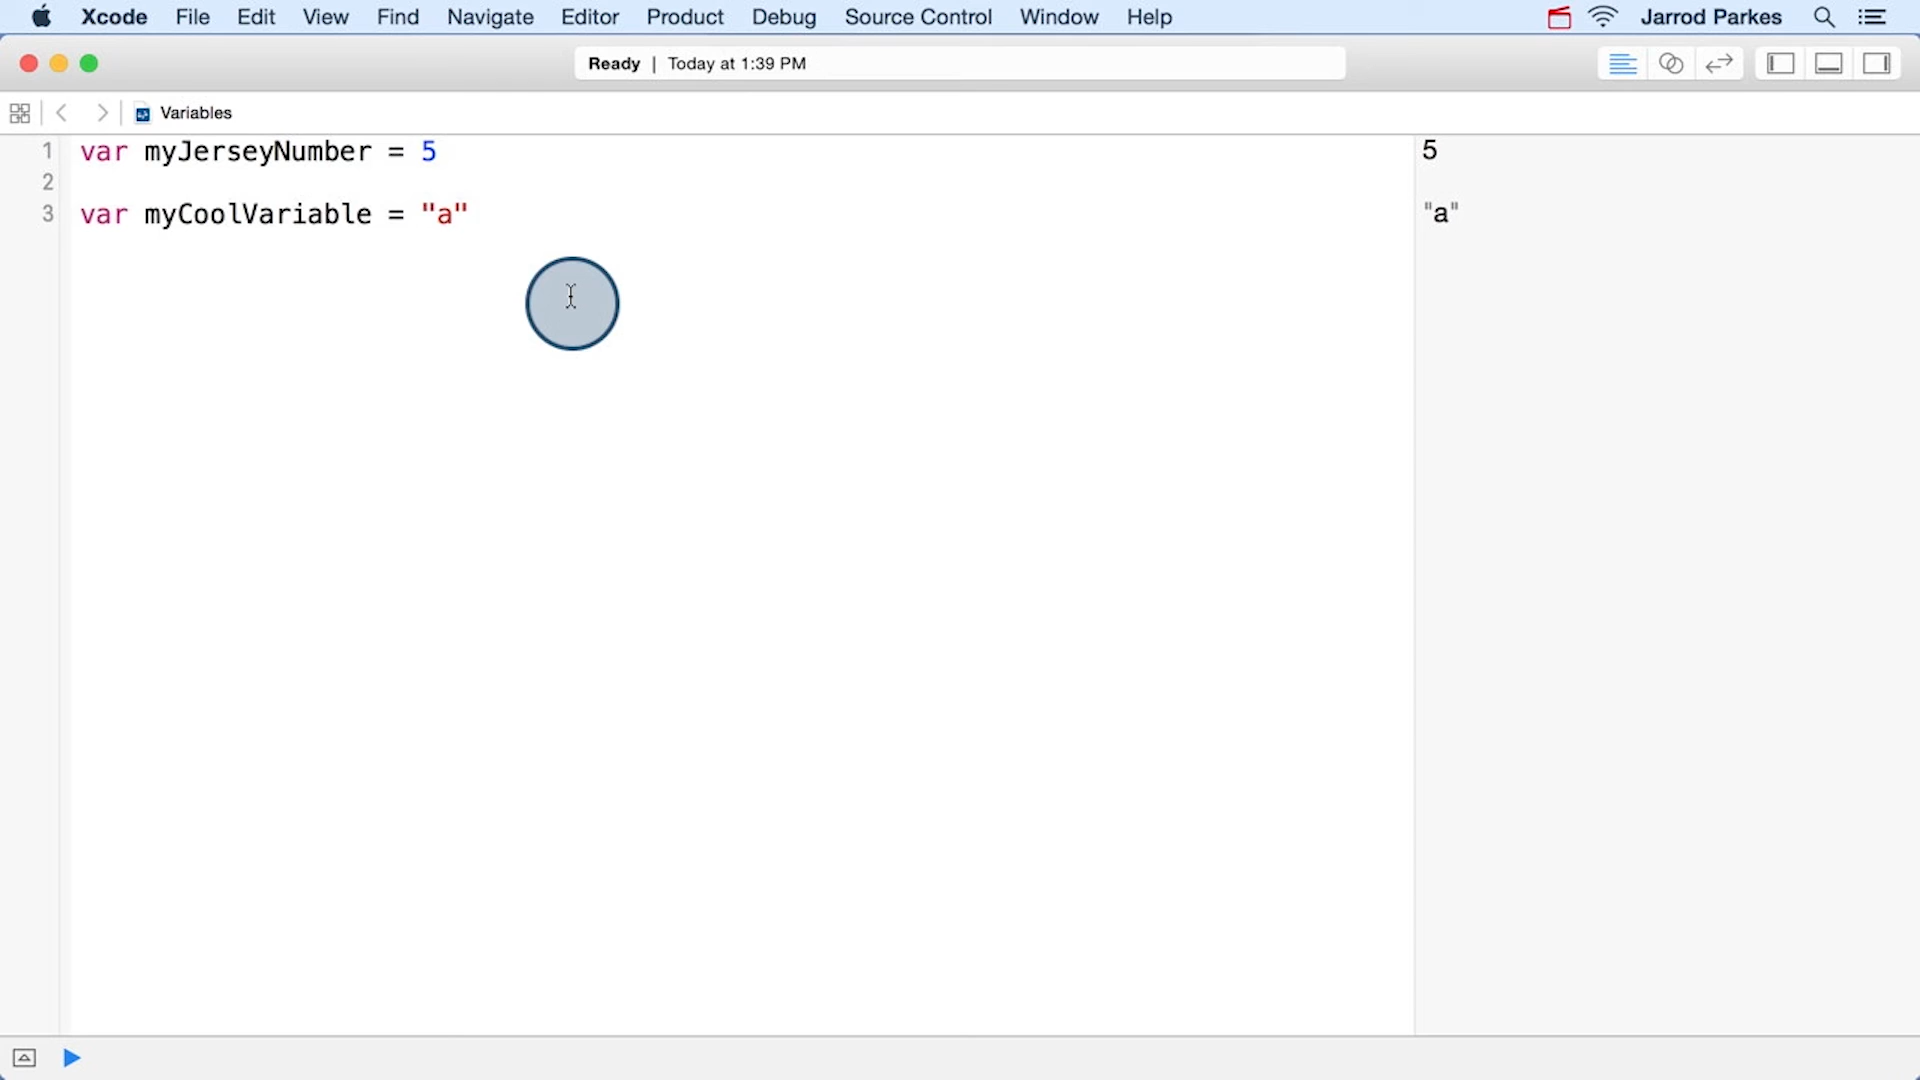 Xcode File Edit View Find Navigate Editor Product Debug Source Control Window Help Jarrod Parkes
Ready | Today at 1:39 PM
Variables
1 var myJerseyNumber = 5 5
2
3 var myCoolVariable = "a" "a"